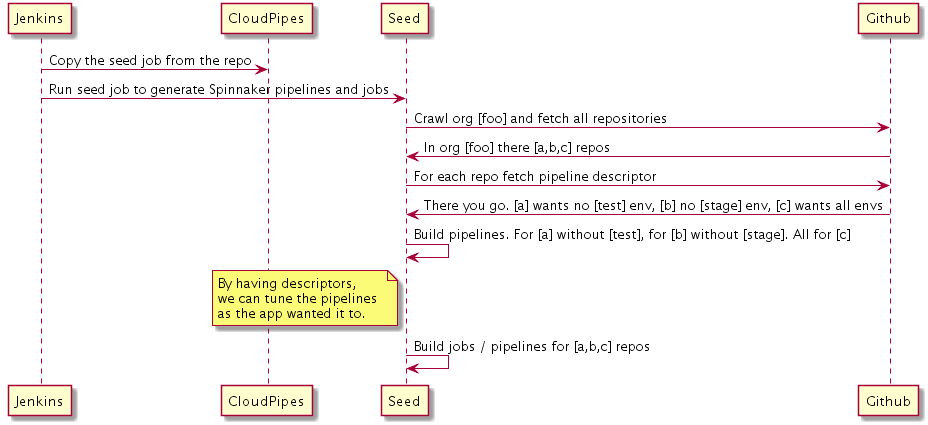 Jenkins
CloudPipes
Seed
Github
Copy the seed job from the repo
Run seed job to generate Spinnaker pipelines and jobs
Crawl org [foo] and fetch all repositories
In org [foo] there [a,b,c] repos
For each repo fetch pipeline descriptor
There you go. [a] wants no [test] env, [b] no [stage] env, [c] wants all envs
Build pipelines. For [a] without [test], for [b] without [stage]. All for [c]
By having descriptors,
we can tune the pipelines
as the app wanted it to.
Build jobs / pipelines for [a,b,c] repos
Jenkins
CloudPipes
Seed
Github